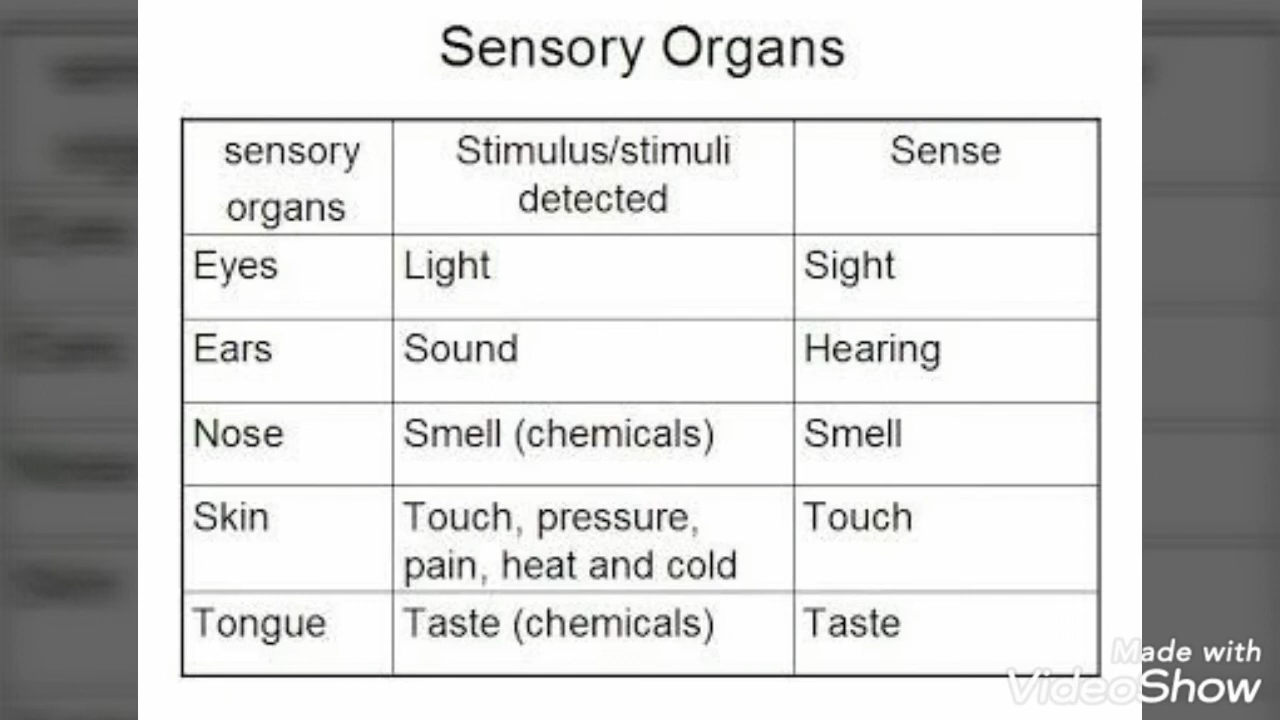 Sensory Organs
sensory organs
Stimulus/stimuli detected
Sense
Eyes
Light
Sight
Ears
Sound
Hearing
Nose
Smell (chemicals)
Smell
Skin
Touch, pressure,
pain, heat and cold
Touch
Tongue
Taste (chemicals)
Taste
Made with
VideoShow